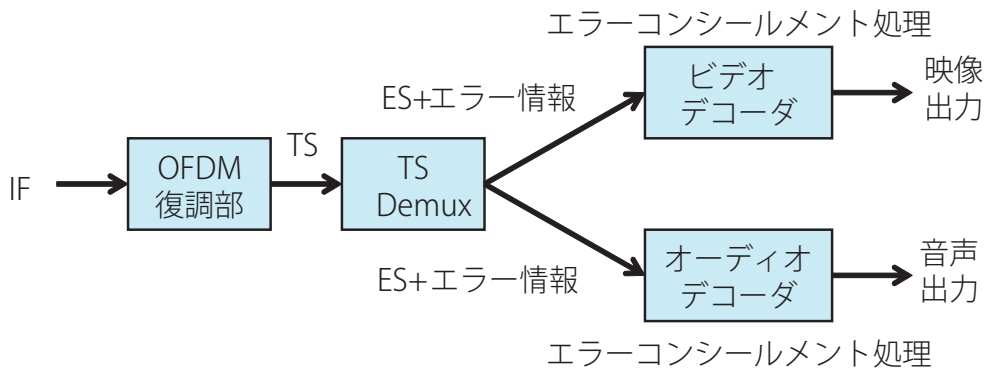 エラーコンシールメント処理
ビデオ
デコーダ
映像
出力
ES+エラー情報
IF
OFDM
復調部
TS
TS
Demux
ES+エラー情報
オーディオ
デコーダ
音声
出力
エラーコンシールメント処理